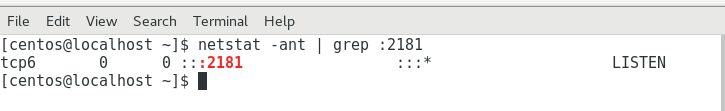 File Edit View Search Terminal Help
[centos@localhost ~]$ netstat -ant | grep :2181
tcp6       0      0 :::2181                 :::*                    LISTEN
[centos@localhost ~]$